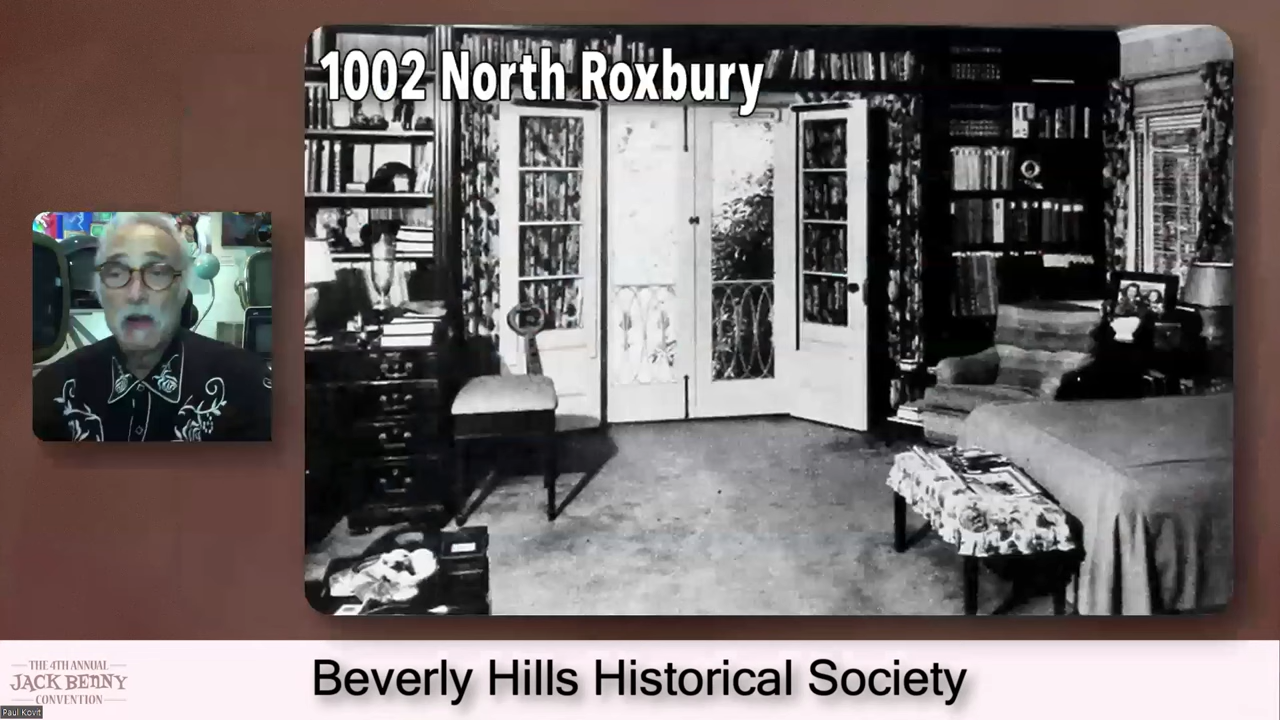 1002 North Roxbury
THE 4TH ANNUAL
JACK BENNY
CONVENTION
Paul Kovit
Beverly Hills Historical Society